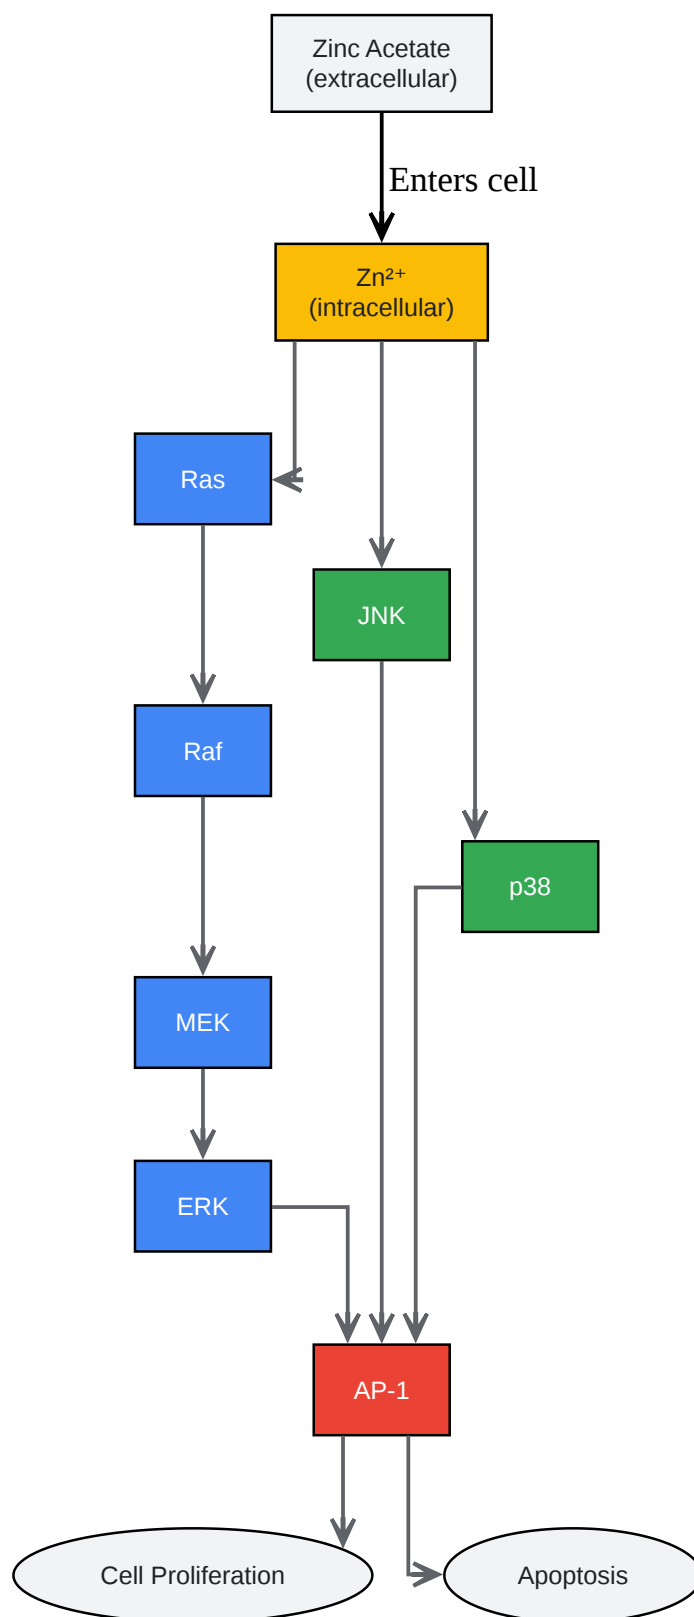 Zinc Acetate
(extracellular)
Enters cell
Zn²⁺
(intracellular)
Ras
JNK
Raf
p38
MEK
ERK
AP-1
Cell Proliferation
Apoptosis